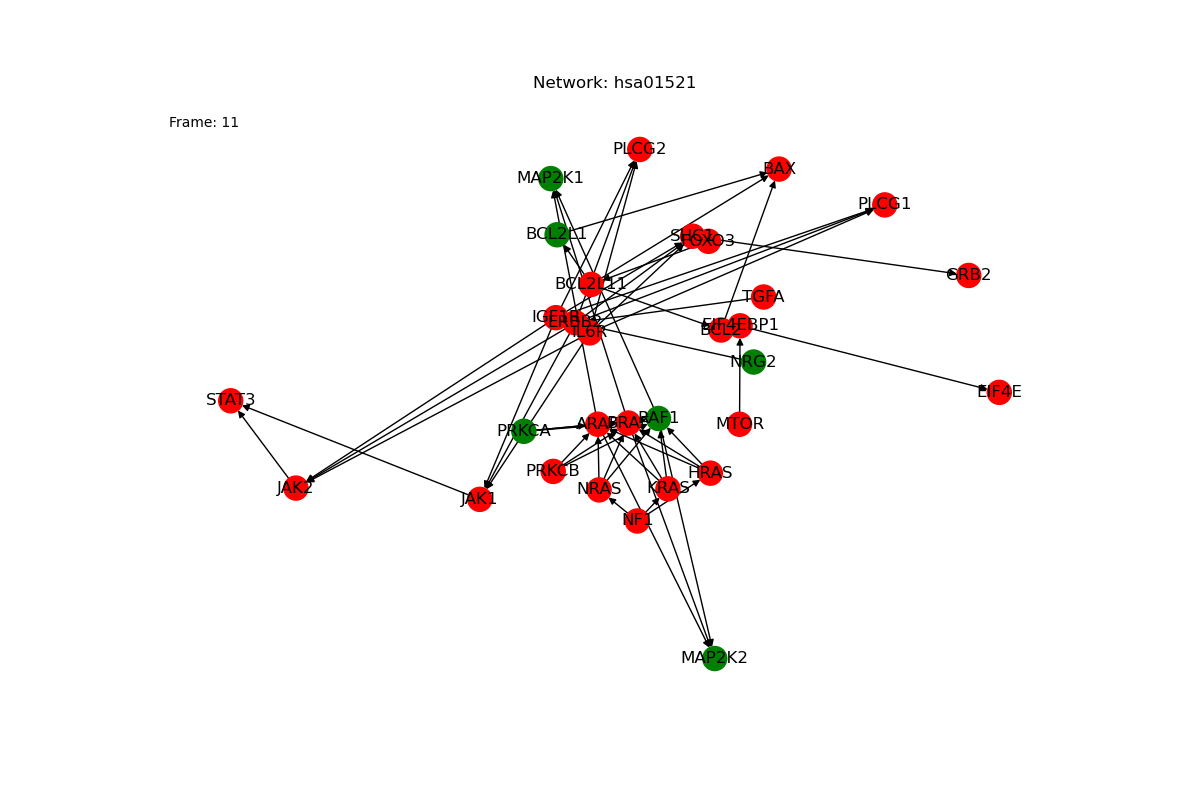 Network: hsa01521
Frame: 11
PLCG2
BAX
MAP2K1
PLCG1
BCL2L1
SHC2
FOXO3
GRB2
BCL2L11
TGFA
IGF1R
ERBB2
EIF4EBP1
BCL2
IL6R
NRG2
EIF4E
STAT3
RAF1
BRAF
ARAF
MTOR
PRKCA
PRKCB
HRAS
JAK2
NRAS
KRAS
JAK1
NF1
MAP2K2